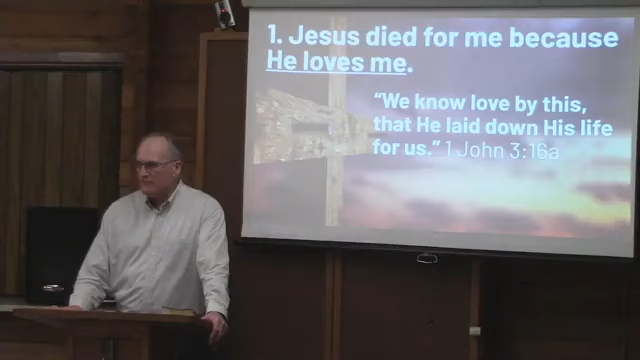 1. Jesus died for me because
He loves me.
“We know love by this,
that He laid down His life
for us.” 1 John 3:16a